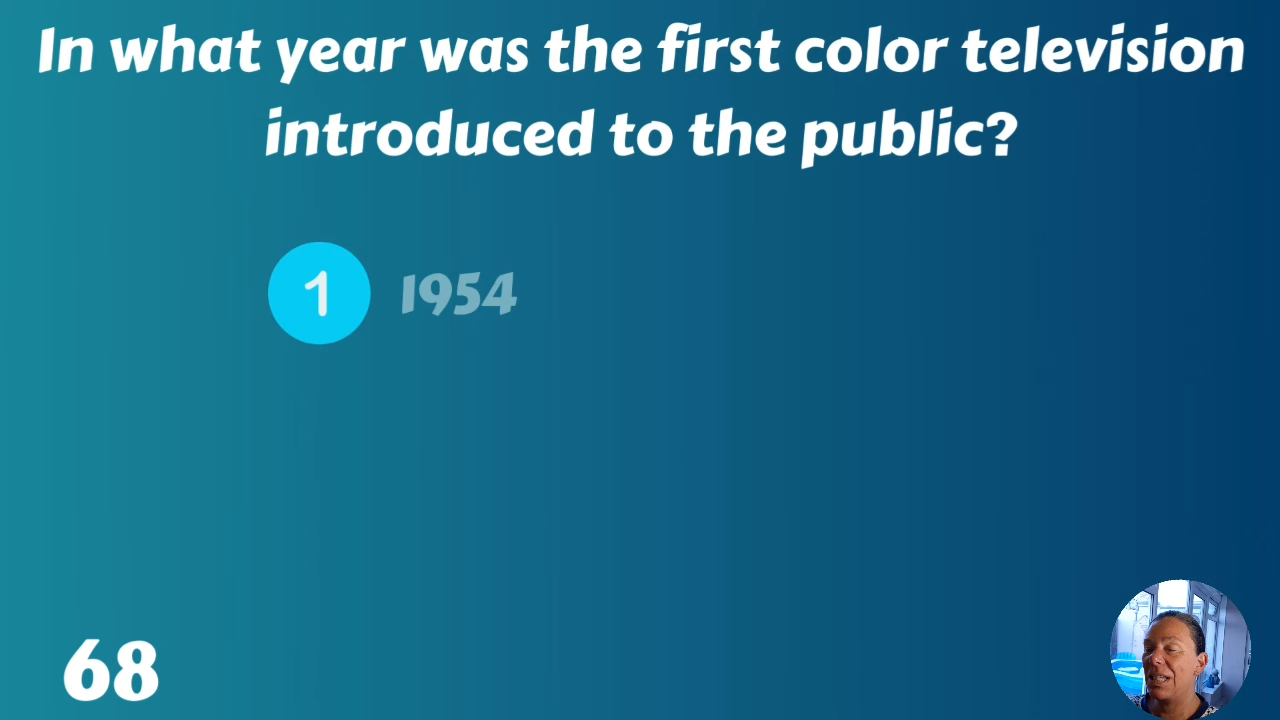 In what year was the first color television
introduced to the public?
1 1954
68